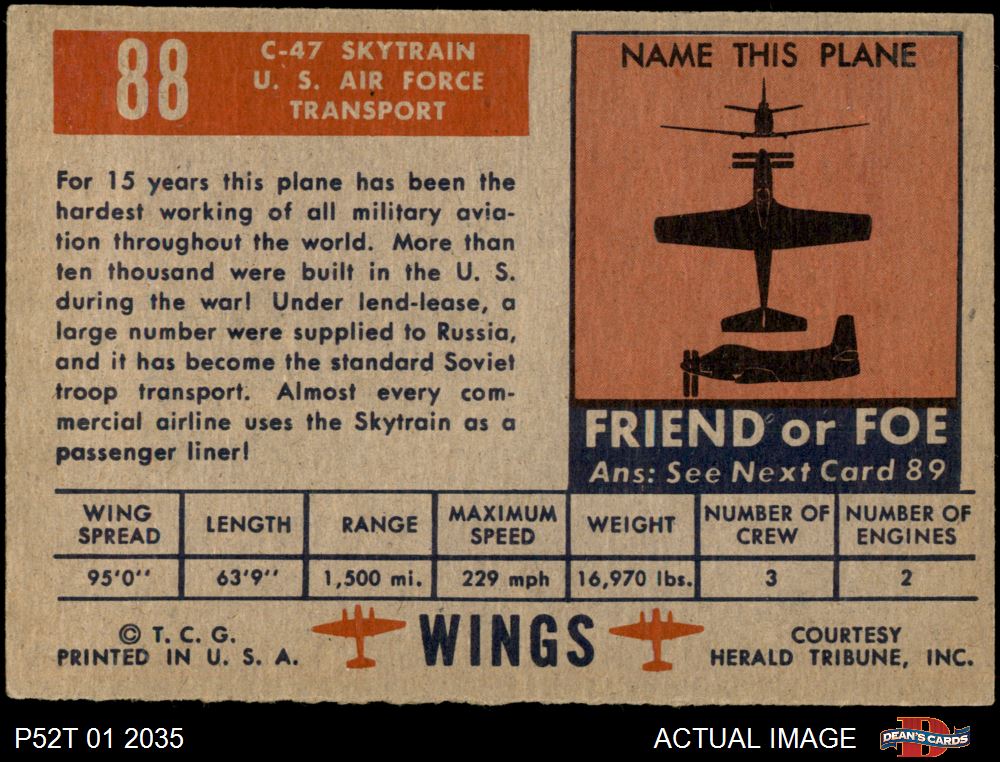 88
C-47 SKYTRAIN
U. S. AIR FORCE
TRANSPORT
For 15 years this plane has been the
hardest working of all military avia-
tion throughout the world. More than
ten thousand were built in the U. S.
during the war! Under lend-lease, a
large number were supplied to Russia,
and it has become the standard Soviet
troop transport. Almost every com-
mercial airline uses the Skytrain as a
passenger liner!
NAME THIS PLANE
FRIEND or FOE
Ans: See Next Card 89
WING SPREAD
LENGTH
RANGE
MAXIMUM SPEED
WEIGHT
NUMBER OF CREW
NUMBER OF ENGINES
95'0''
63'9''
1,500 mi.
229 mph
16,970 lbs.
3
2
© T. C. G.
PRINTED IN U. S. A.
WINGS
COURTESY
HERALD TRIBUNE, INC.
P52T 01 2035
ACTUAL IMAGE
D
DEAN'S CARDS